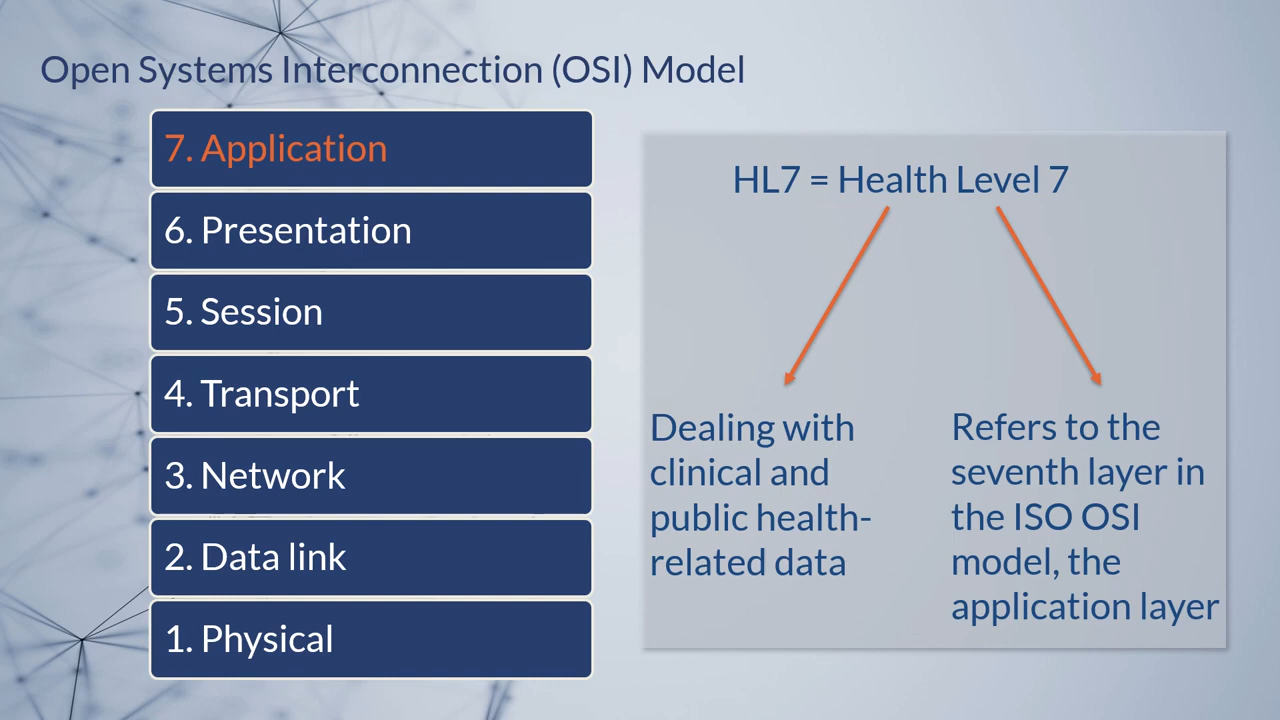 Open Systems Interconnection (OSI) Model
7. Application
6. Presentation
5. Session
4. Transport
3. Network
2. Data link
1. Physical
HL7 = Health Level 7
Dealing with
clinical and
public health-
related data
Refers to the
seventh layer in
the ISO OSI
model, the
application layer